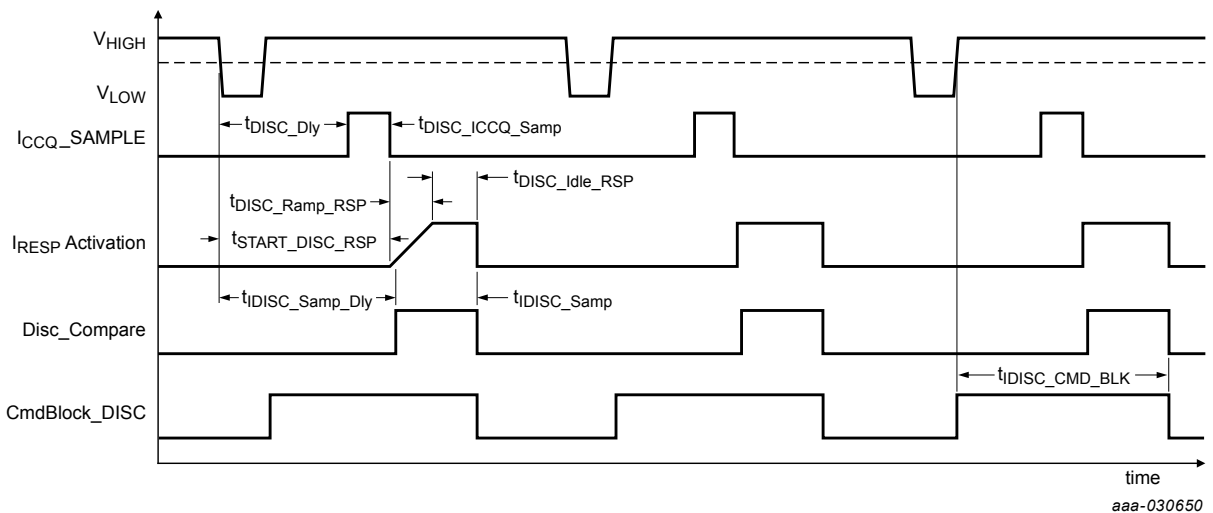 VHIGH
VLOW
ICCQ_SAMPLE
tDISC_Dly
tDISC_ICCQ_Samp
tDISC_Idle_RSP
tDISC_Ramp_RSP
IRESP Activation
tSTART_DISC_RSP
tIDISC_Samp_Dly
tIDISC_Samp
Disc_Compare
tIDISC_CMD_BLK
CmdBlock_DISC
time
aaa-030650